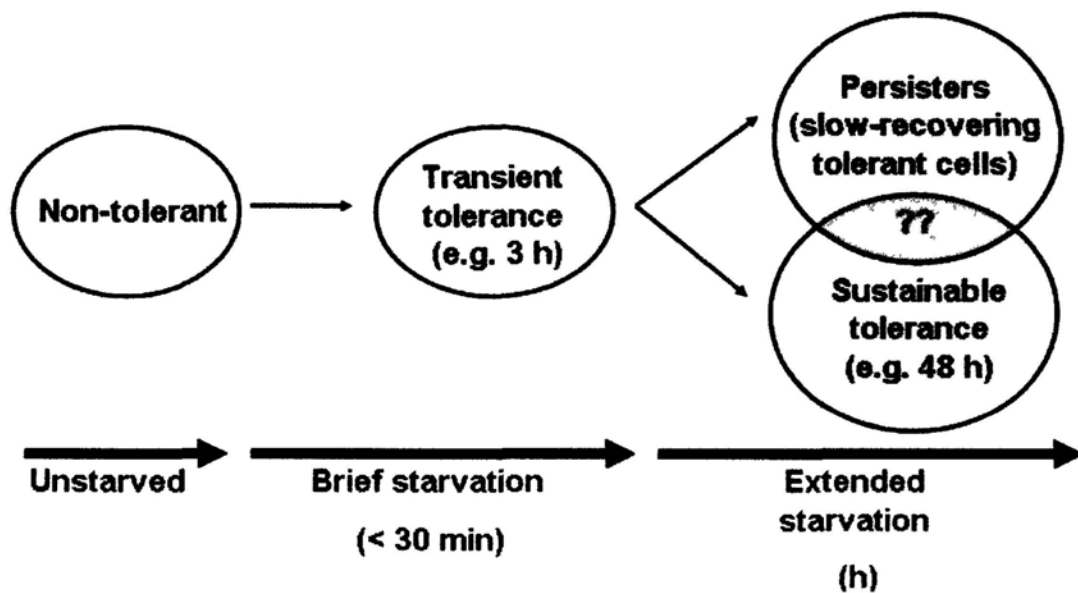 Non-tolerant
Transient
tolerance
(e.g. 3 h)
Persisters
(slow-recovering
tolerant cells)
??
Sustainable
tolerance
(e.g. 48 h)
Unstarved
Brief starvation
(< 30 min)
Extended
starvation
(h)